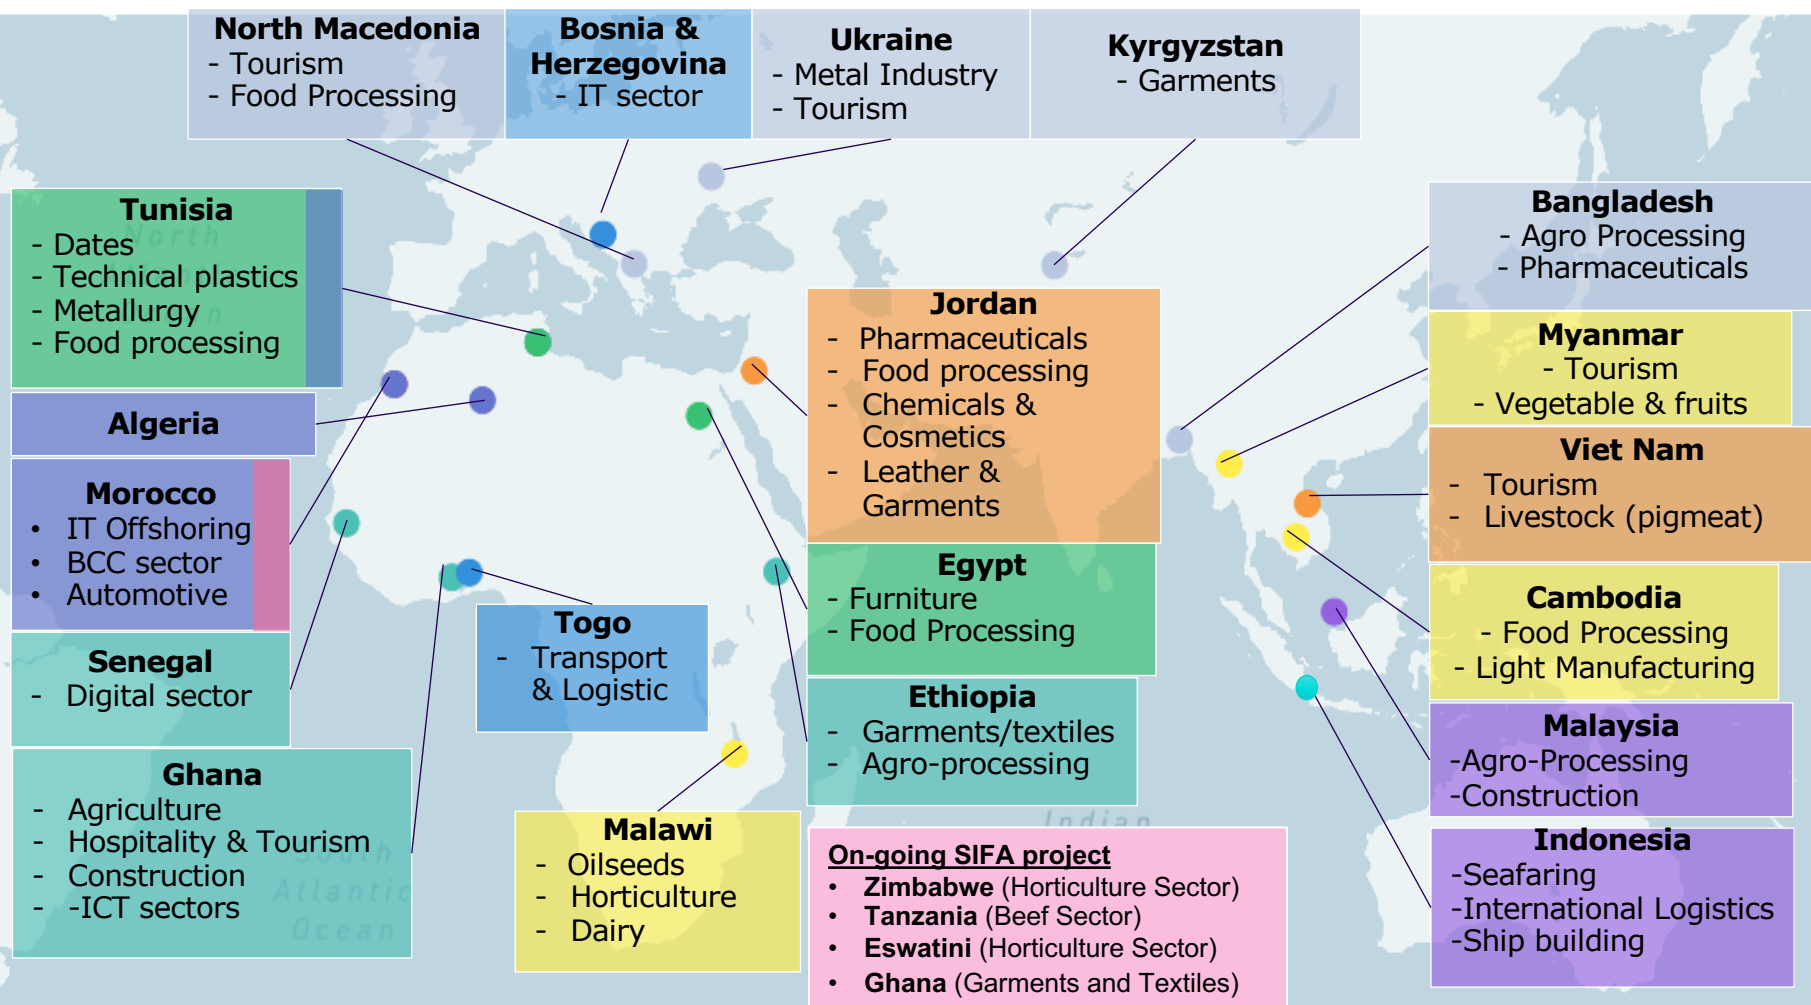 North Macedonia
- Tourism
- Food Processing
Bosnia &
Herzegovina
- IT sector
Ukraine
- Metal Industry
- Tourism
Kyrgyzstan
- Garments
Tunisia
- Dates
- Technical plastics
- Metallurgy
- Food processing
North
Algeria
Morocco
• IT Offshoring
• BCC sector
• Automotive
Senegal
- Digital sector
Ghana
- Agriculture
- Hospitality & Tourism
- Construction
- -ICT sectors
South
Atlantic
Ocean
Togo
- Transport
& Logistic
Malawi
- Oilseeds
- Horticulture
- Dairy
Jordan
- Pharmaceuticals
- Food processing
- Chemicals &
Cosmetics
- Leather &
Garments
Egypt
- Furniture
- Food Processing
Ethiopia
- Garments/textiles
- Agro-processing
Indian
On-going SIFA project
• Zimbabwe (Horticulture Sector)
• Tanzania (Beef Sector)
• Eswatini (Horticulture Sector)
• Ghana (Garments and Textiles)
Bangladesh
- Agro Processing
- Pharmaceuticals
Myanmar
- Tourism
- Vegetable & fruits
Viet Nam
- Tourism
- Livestock (pigmeat)
Cambodia
- Food Processing
- Light Manufacturing
Malaysia
-Agro-Processing
-Construction
Indonesia
-Seafaring
-International Logistics
-Ship building